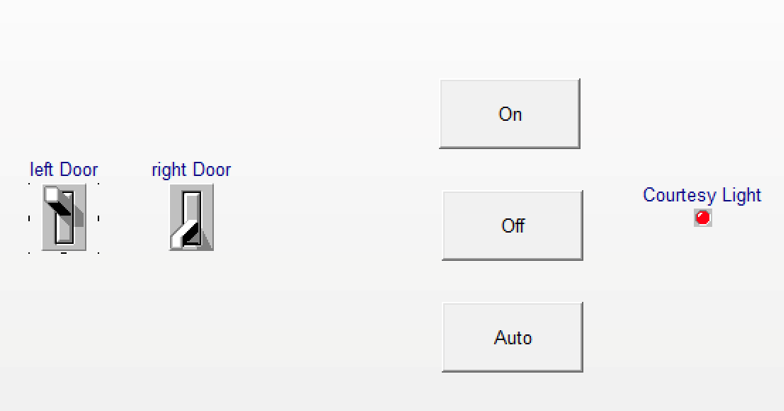 left Door
right Door
On
Off
Auto
Courtesy Light